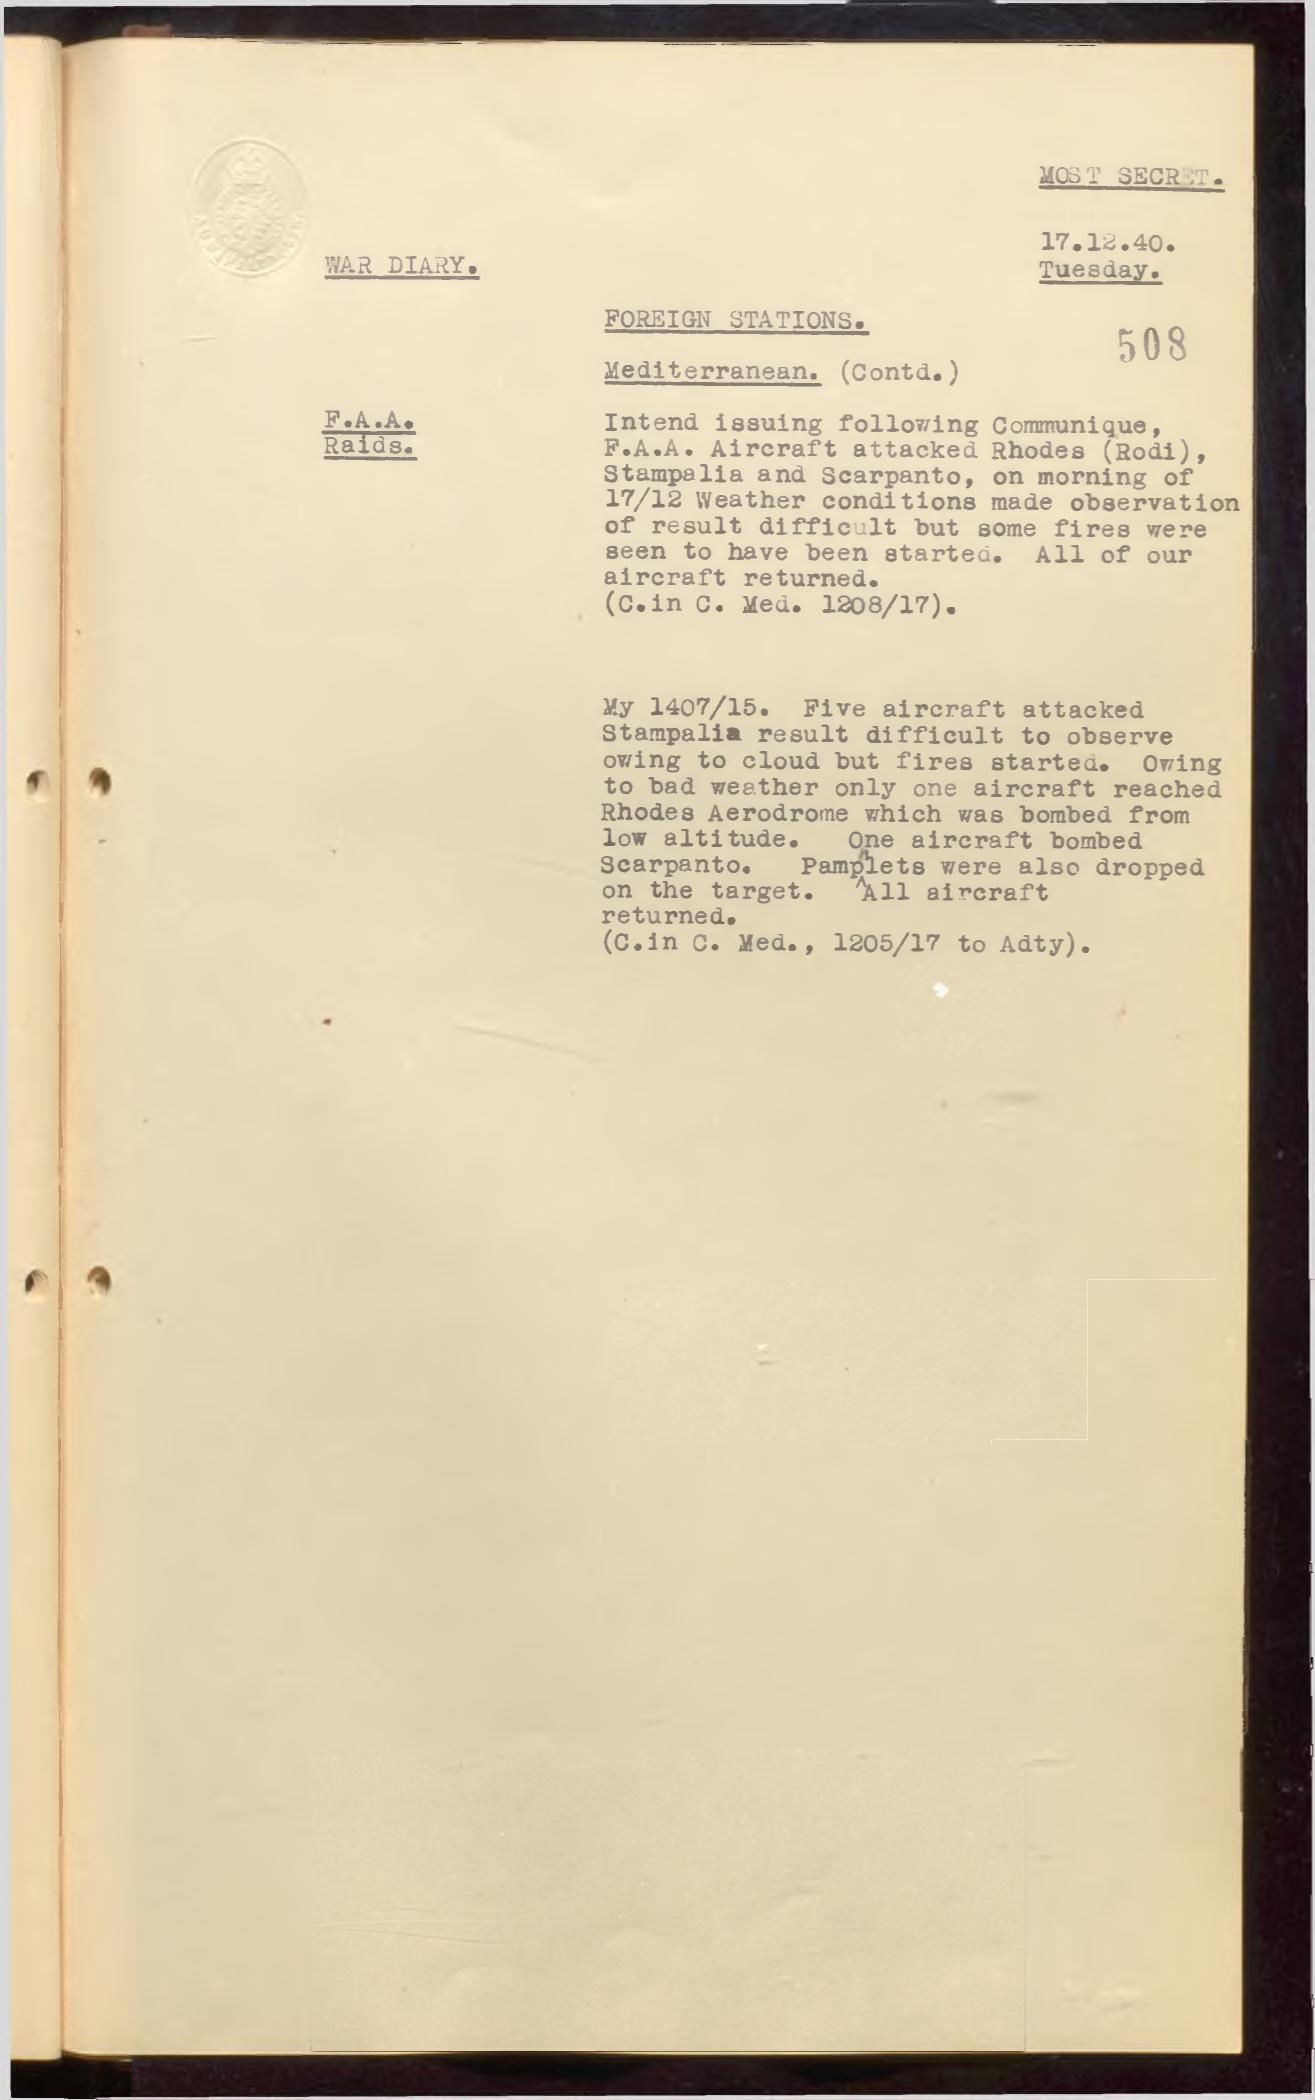 MOST SECRET.
17.12.40.
Tuesday.
WAR DIARY.
FOREIGN STATIONS.
508
Mediterranean. (Contd.)
F.A.A.
Raids.
Intend issuing following Communique,
F.A.A. Aircraft attacked Rhodes (Rodi),
Stampalia and Scarpanto, on morning of
17/12 Weather conditions made observation
of result difficult but some fires were
seen to have been started. All of our
aircraft returned.
(C.in C. Med. 1208/17).
My 1407/15. Five aircraft attacked
Stampalia result difficult to observe
owing to cloud but fires started. Owing
to bad weather only one aircraft reached
Rhodes Aerodrome which was bombed from
low altitude. One aircraft bombed
Scarpanto. Pamphlets were also dropped
on the target. All aircraft
returned.
(C.in C. Med., 1205/17 to Adty).